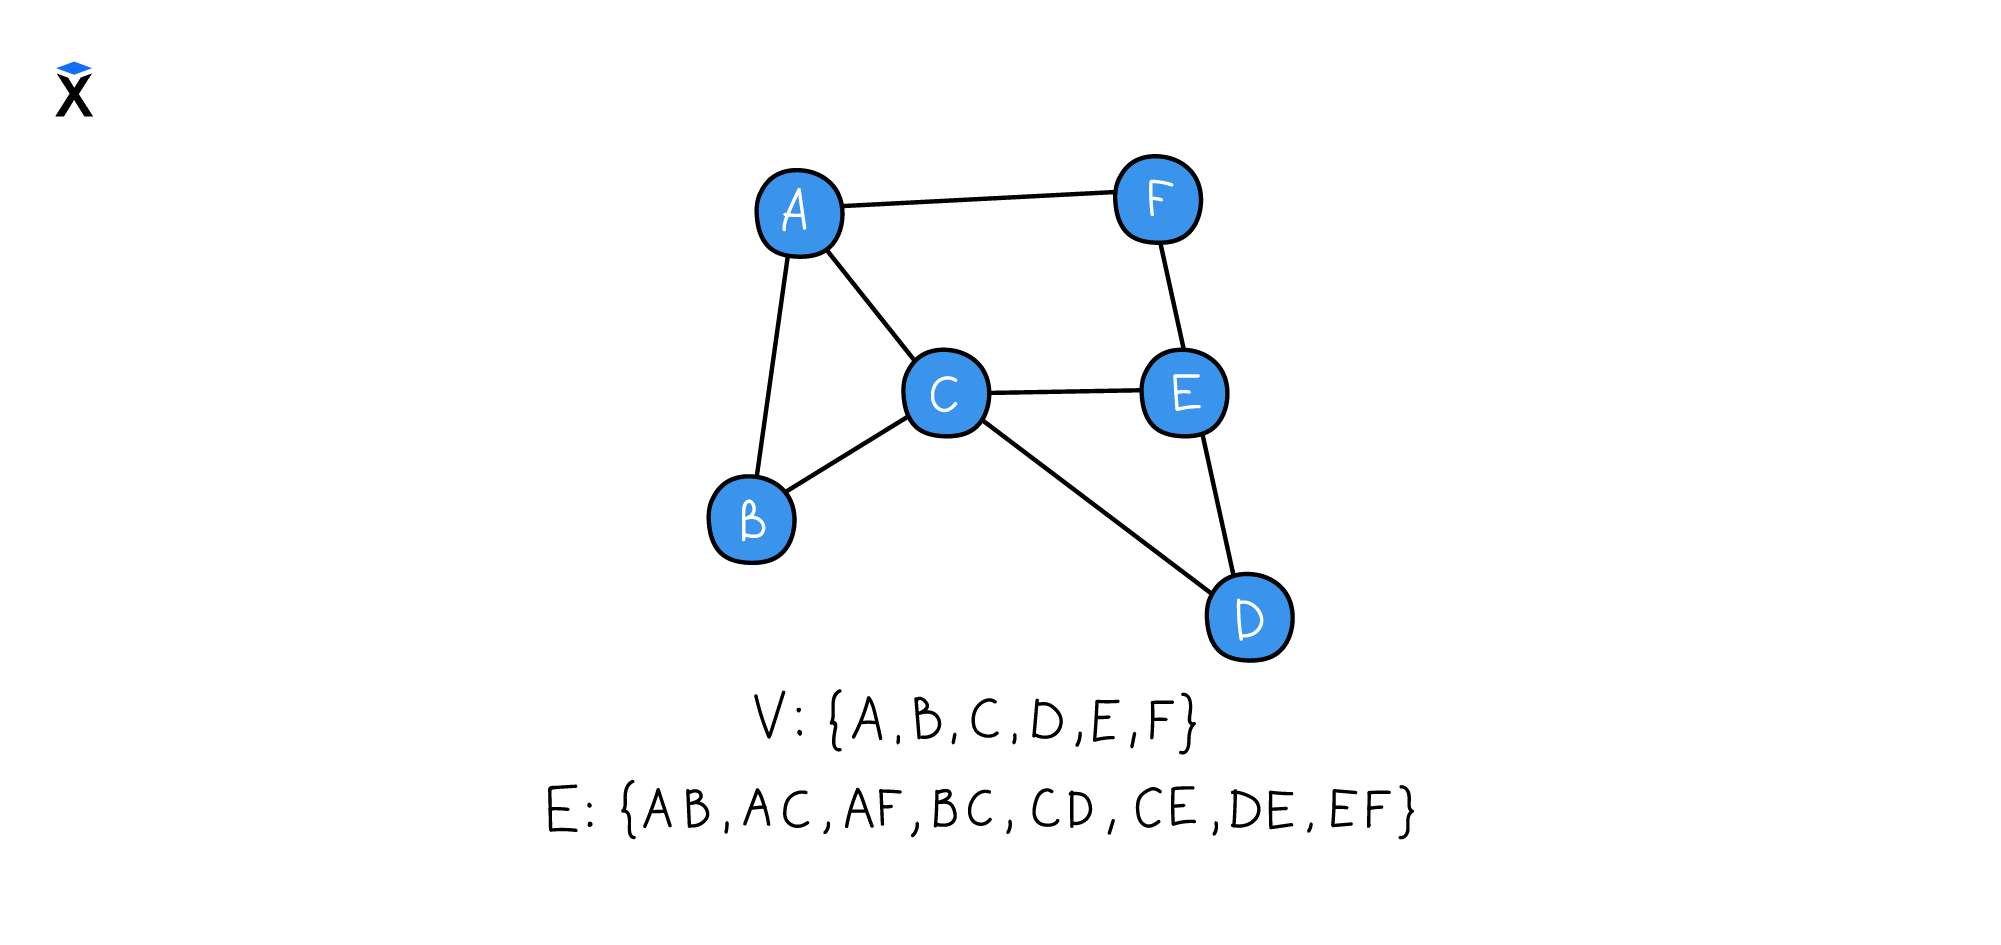 X
A
F
C
E
B
D
V: {A, B, C, D, E, F}
E: {AB, AC, AF, BC, CD, CE, DE, EF}